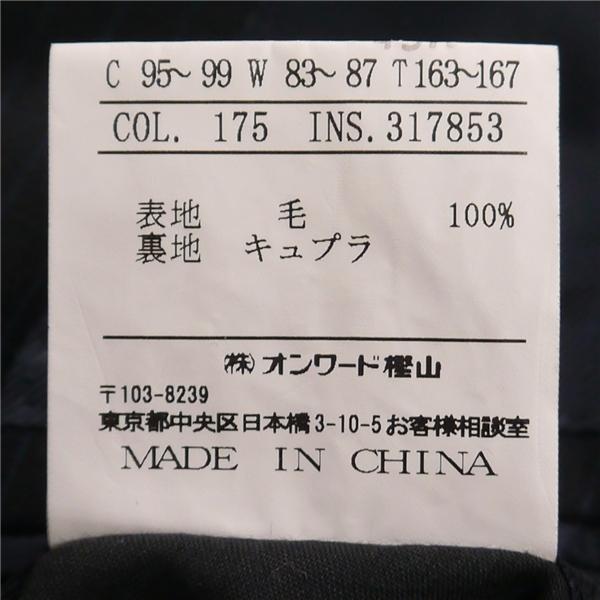 C 95~99 W 83~87 T163~167
COL. 175 INS.317853
表地 毛 100%
裏地 キュプラ
㈱オンワード樫山
〒103-8239
東京都中央区日本橋3-10-5お客様相談室
MADE IN CHINA